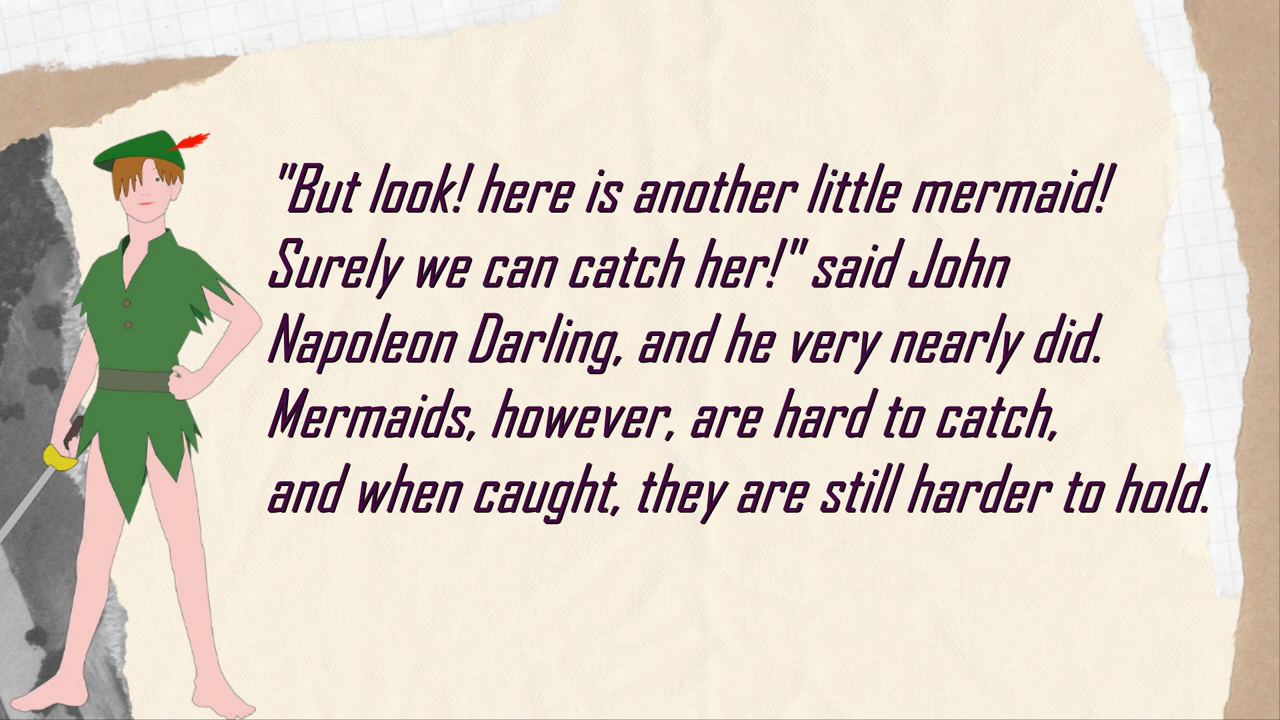 "But look! here is another little mermaid!
Surely we can catch her!" said John
Napoleon Darling, and he very nearly did.
Mermaids, however, are hard to catch,
and when caught, they are still harder to hold.